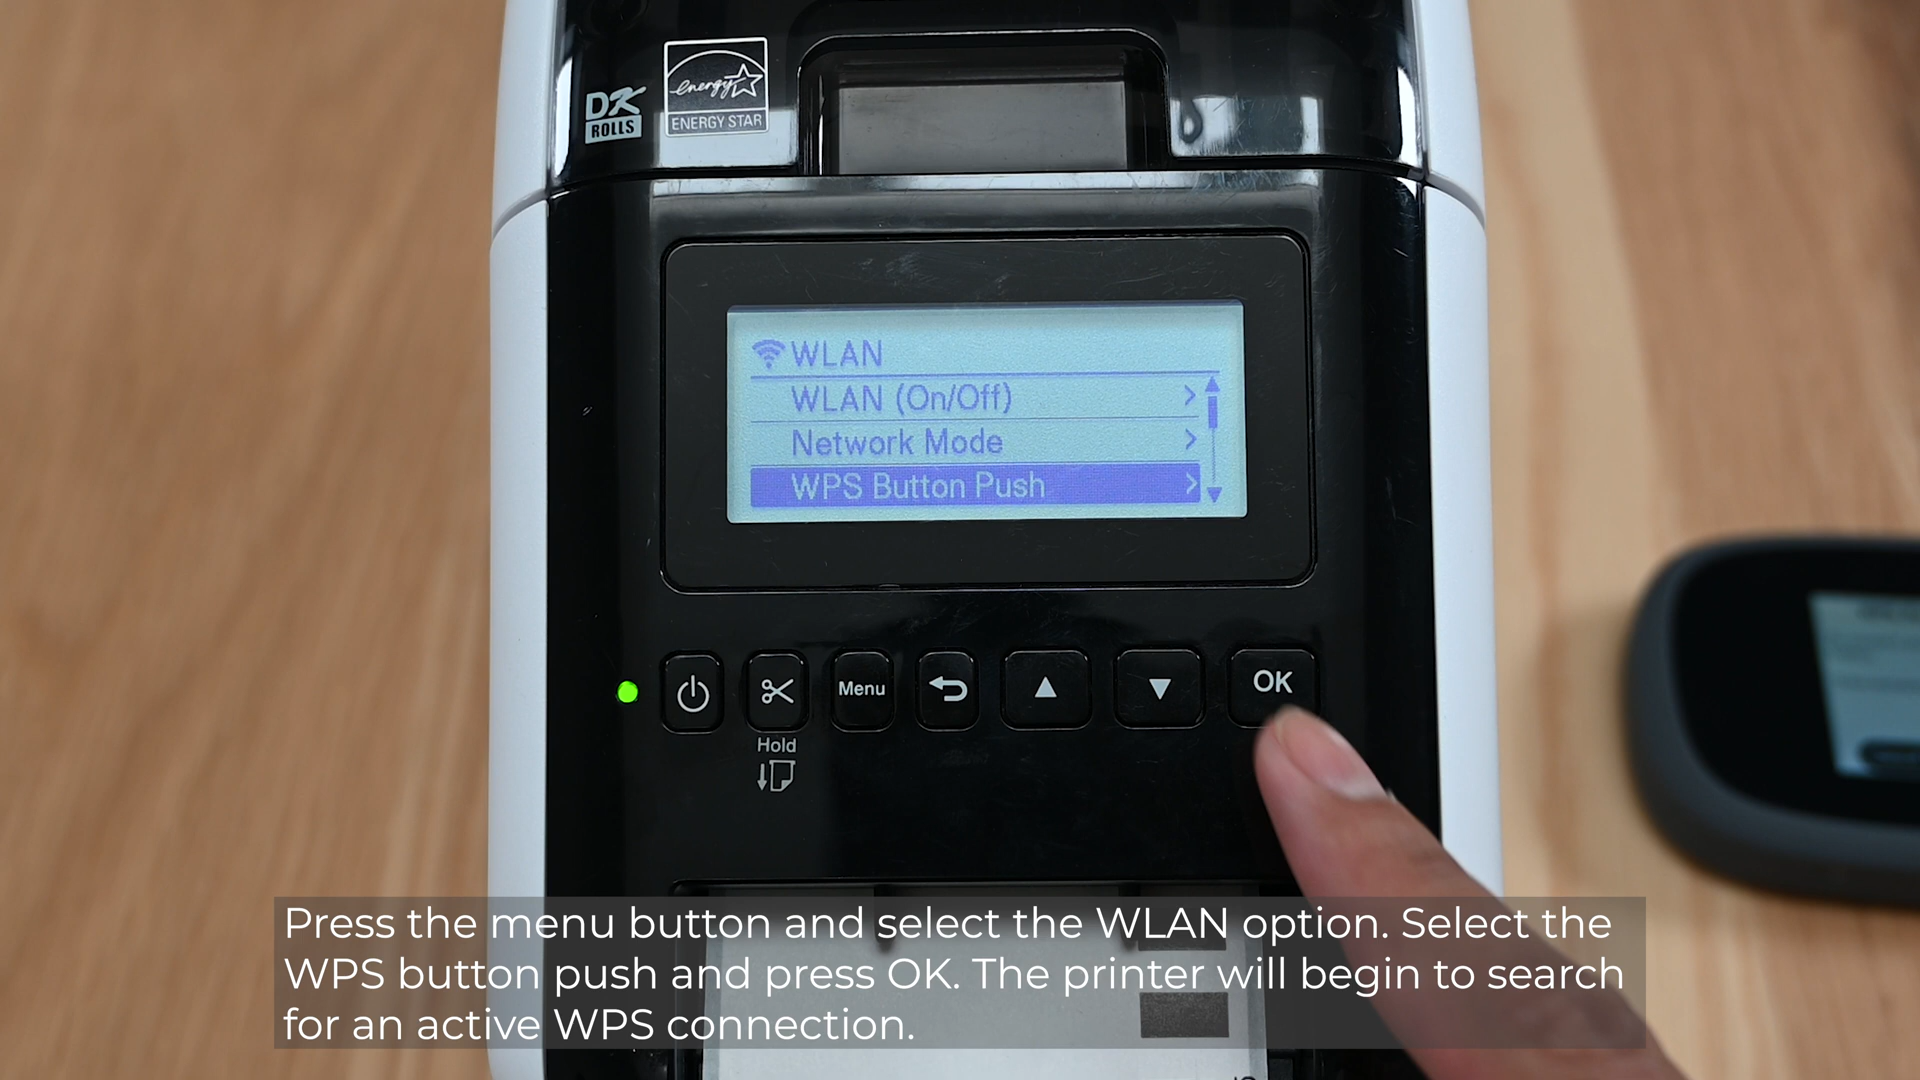 DK
ROLLS
energy
ENERGY STAR
WLAN
WLAN (On/Off)
Network Mode
WPS Button Push
Menu
OK
Hold
Press the menu button and select the WLAN option. Select the
WPS button push and press OK. The printer will begin to search
for an active WPS connection.